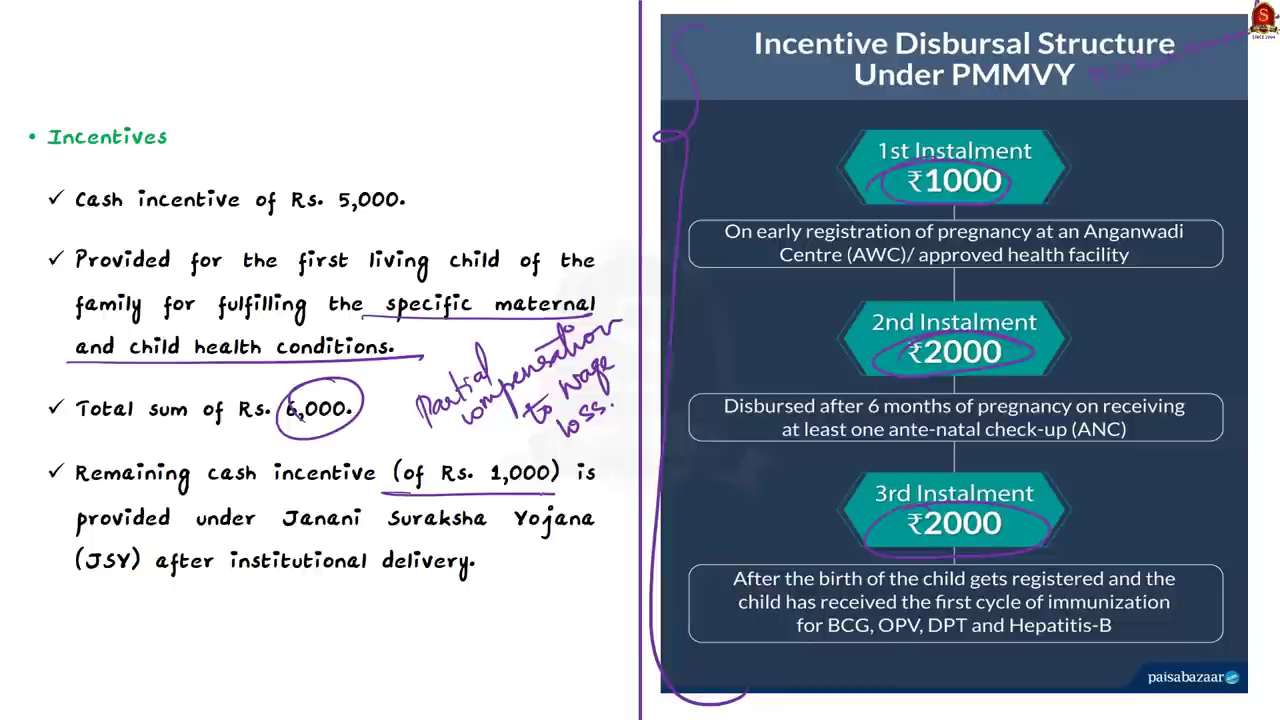 • Incentives
✓ Cash incentive of Rs. 5,000.
✓ Provided for the first living child of the
family for fulfilling the specific maternal
and child health conditions.
Partial
compensation
to wage
loss.
✓ Total sum of Rs. 6,000.
✓ Remaining cash incentive (of Rs. 1,000) is
provided under Janani Suraksha Yojana
(JSY) after institutional delivery.
Incentive Disbursal Structure
Under PMMVY
1st Instalment
₹1000
On early registration of pregnancy at an Anganwadi
Centre (AWC)/ approved health facility
2nd Instalment
₹2000
Disbursed after 6 months of pregnancy on receiving
at least one ante-natal check-up (ANC)
3rd Instalment
₹2000
After the birth of the child gets registered and the
child has received the first cycle of immunization
for BCG, OPV, DPT and Hepatitis-B
paisabazaar
S
SINCE 2004